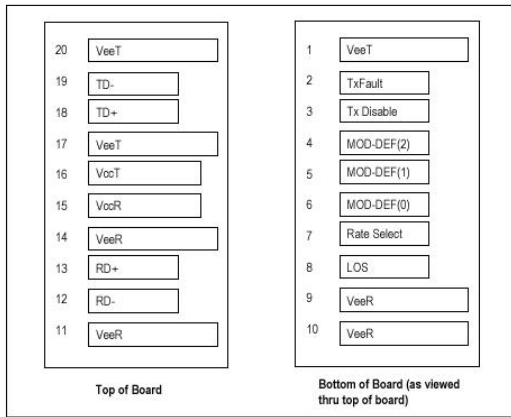 20 VeeT
19 TD-
18 TD+
17 VeeT
16 VccT
15 VccR
14 VeeR
13 RD+
12 RD-
11 VeeR
Top of Board
1 VeeT
2 TxFault
3 Tx Disable
4 MOD-DEF(2)
5 MOD-DEF(1)
6 MOD-DEF(0)
7 Rate Select
8 LOS
9 VeeR
10 VeeR
Bottom of Board (as viewed
thru top of board)